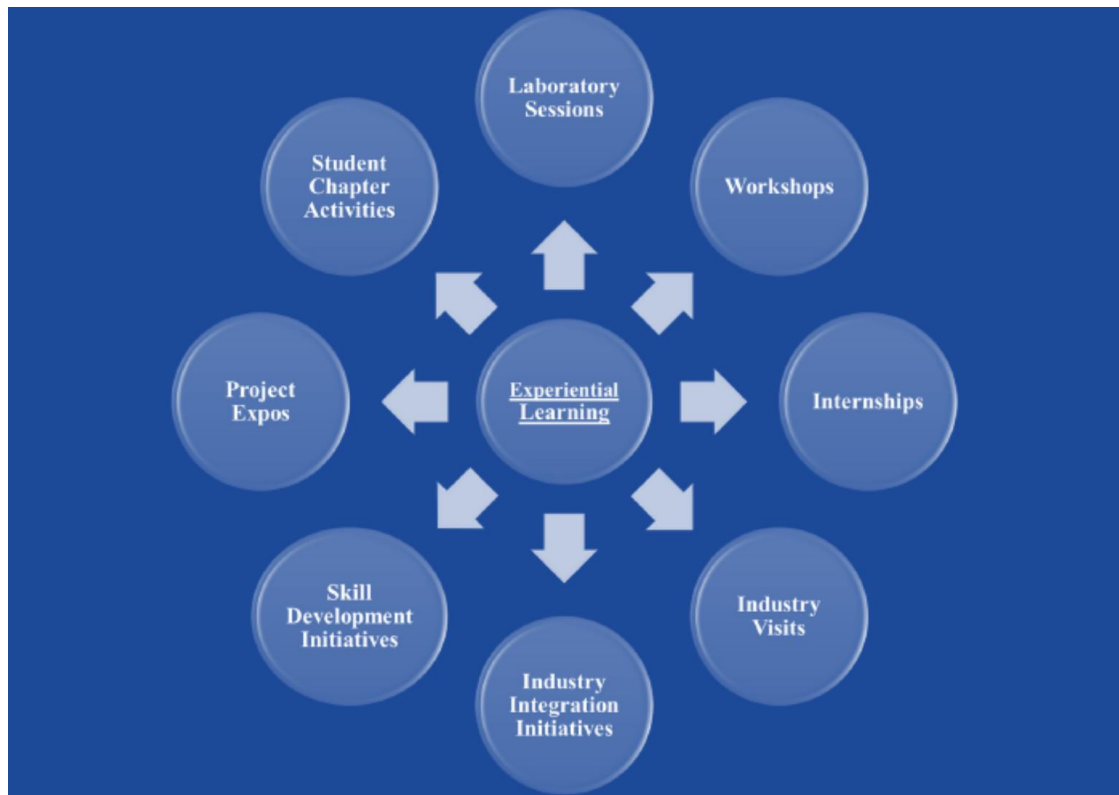 Laboratory
Sessions
Workshops
Internships
Industry
Visits
Industry
Integration
Initiatives
Skill
Development
Initiatives
Project
Expos
Student
Chapter
Activities
Experiential
Learning